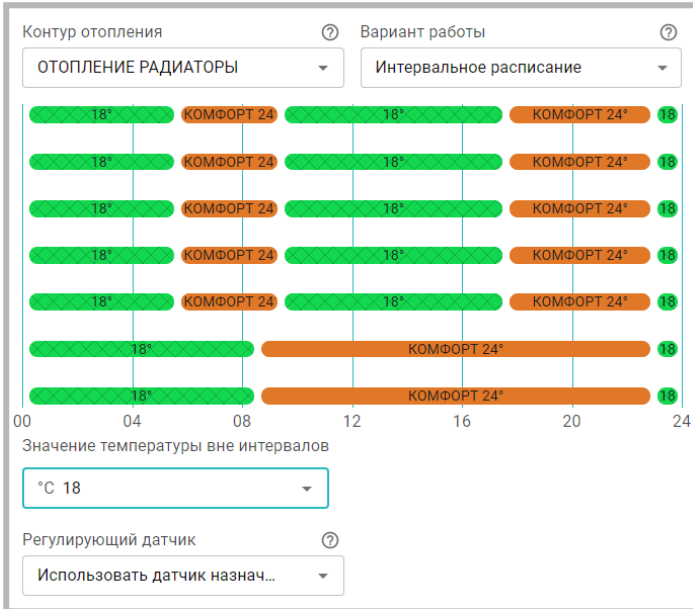 Контур отопления Вариант работы
ОТОПЛЕНИЕ РАДИАТОРЫ Интервальное расписание
18° КОМФОРТ 24 18° КОМФОРТ 24° 18
18° КОМФОРТ 24 18° КОМФОРТ 24° 18
18° КОМФОРТ 24 18° КОМФОРТ 24° 18
18° КОМФОРТ 24 18° КОМФОРТ 24° 18
18° КОМФОРТ 24 18° КОМФОРТ 24° 18
18° КОМФОРТ 24° 18
18° КОМФОРТ 24° 18
00 04 08 12 16 20 24
Значение температуры вне интервалов
°C 18
Регулирующий датчик
Использовать датчик назнач...